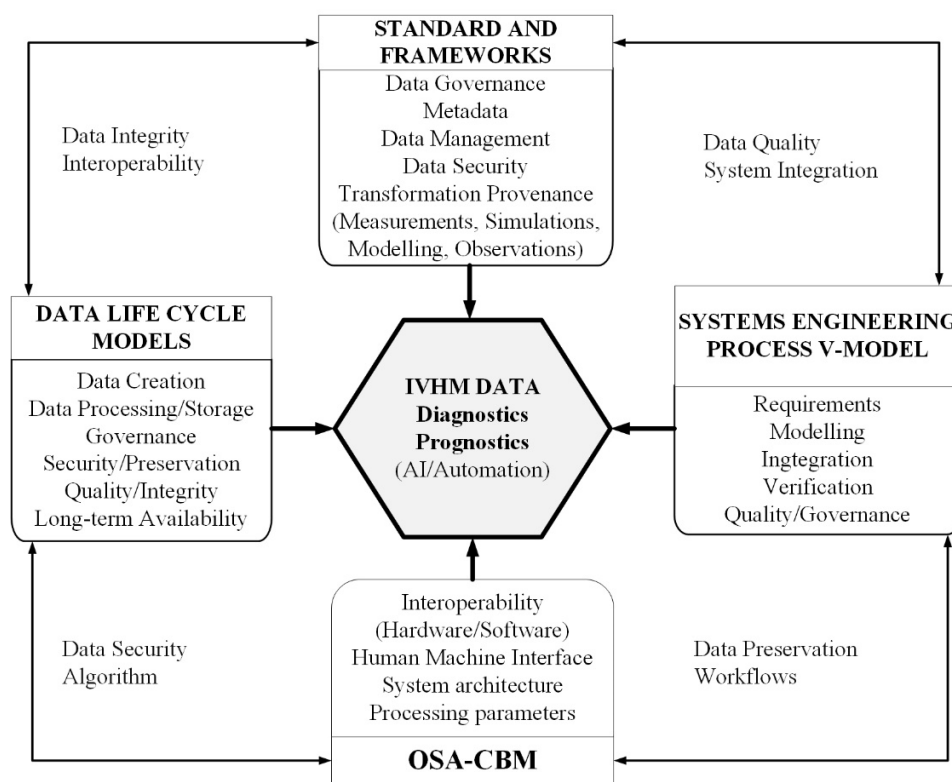 STANDARD AND
FRAMEWORKS
Data Governance
Metadata
Data Management
Data Security
Transformation Provenance
(Measurements, Simulations,
Modelling, Observations)
Data Integrity
Interoperability
Data Quality
System Integration
DATA LIFE CYCLE
MODELS
Data Creation
Data Processing/Storage
Governance
Security/Preservation
Quality/Integrity
Long-term Availability
IVHM DATA
Diagnostics
Prognostics
(AI/Automation)
SYSTEMS ENGINEERING
PROCESS V-MODEL
Requirements
Modelling
Ingtegration
Verification
Quality/Governance
Data Security
Algorithm
Interoperability
(Hardware/Software)
Human Machine Interface
System architecture
Processing parameters
OSA-CBM
Data Preservation
Workflows